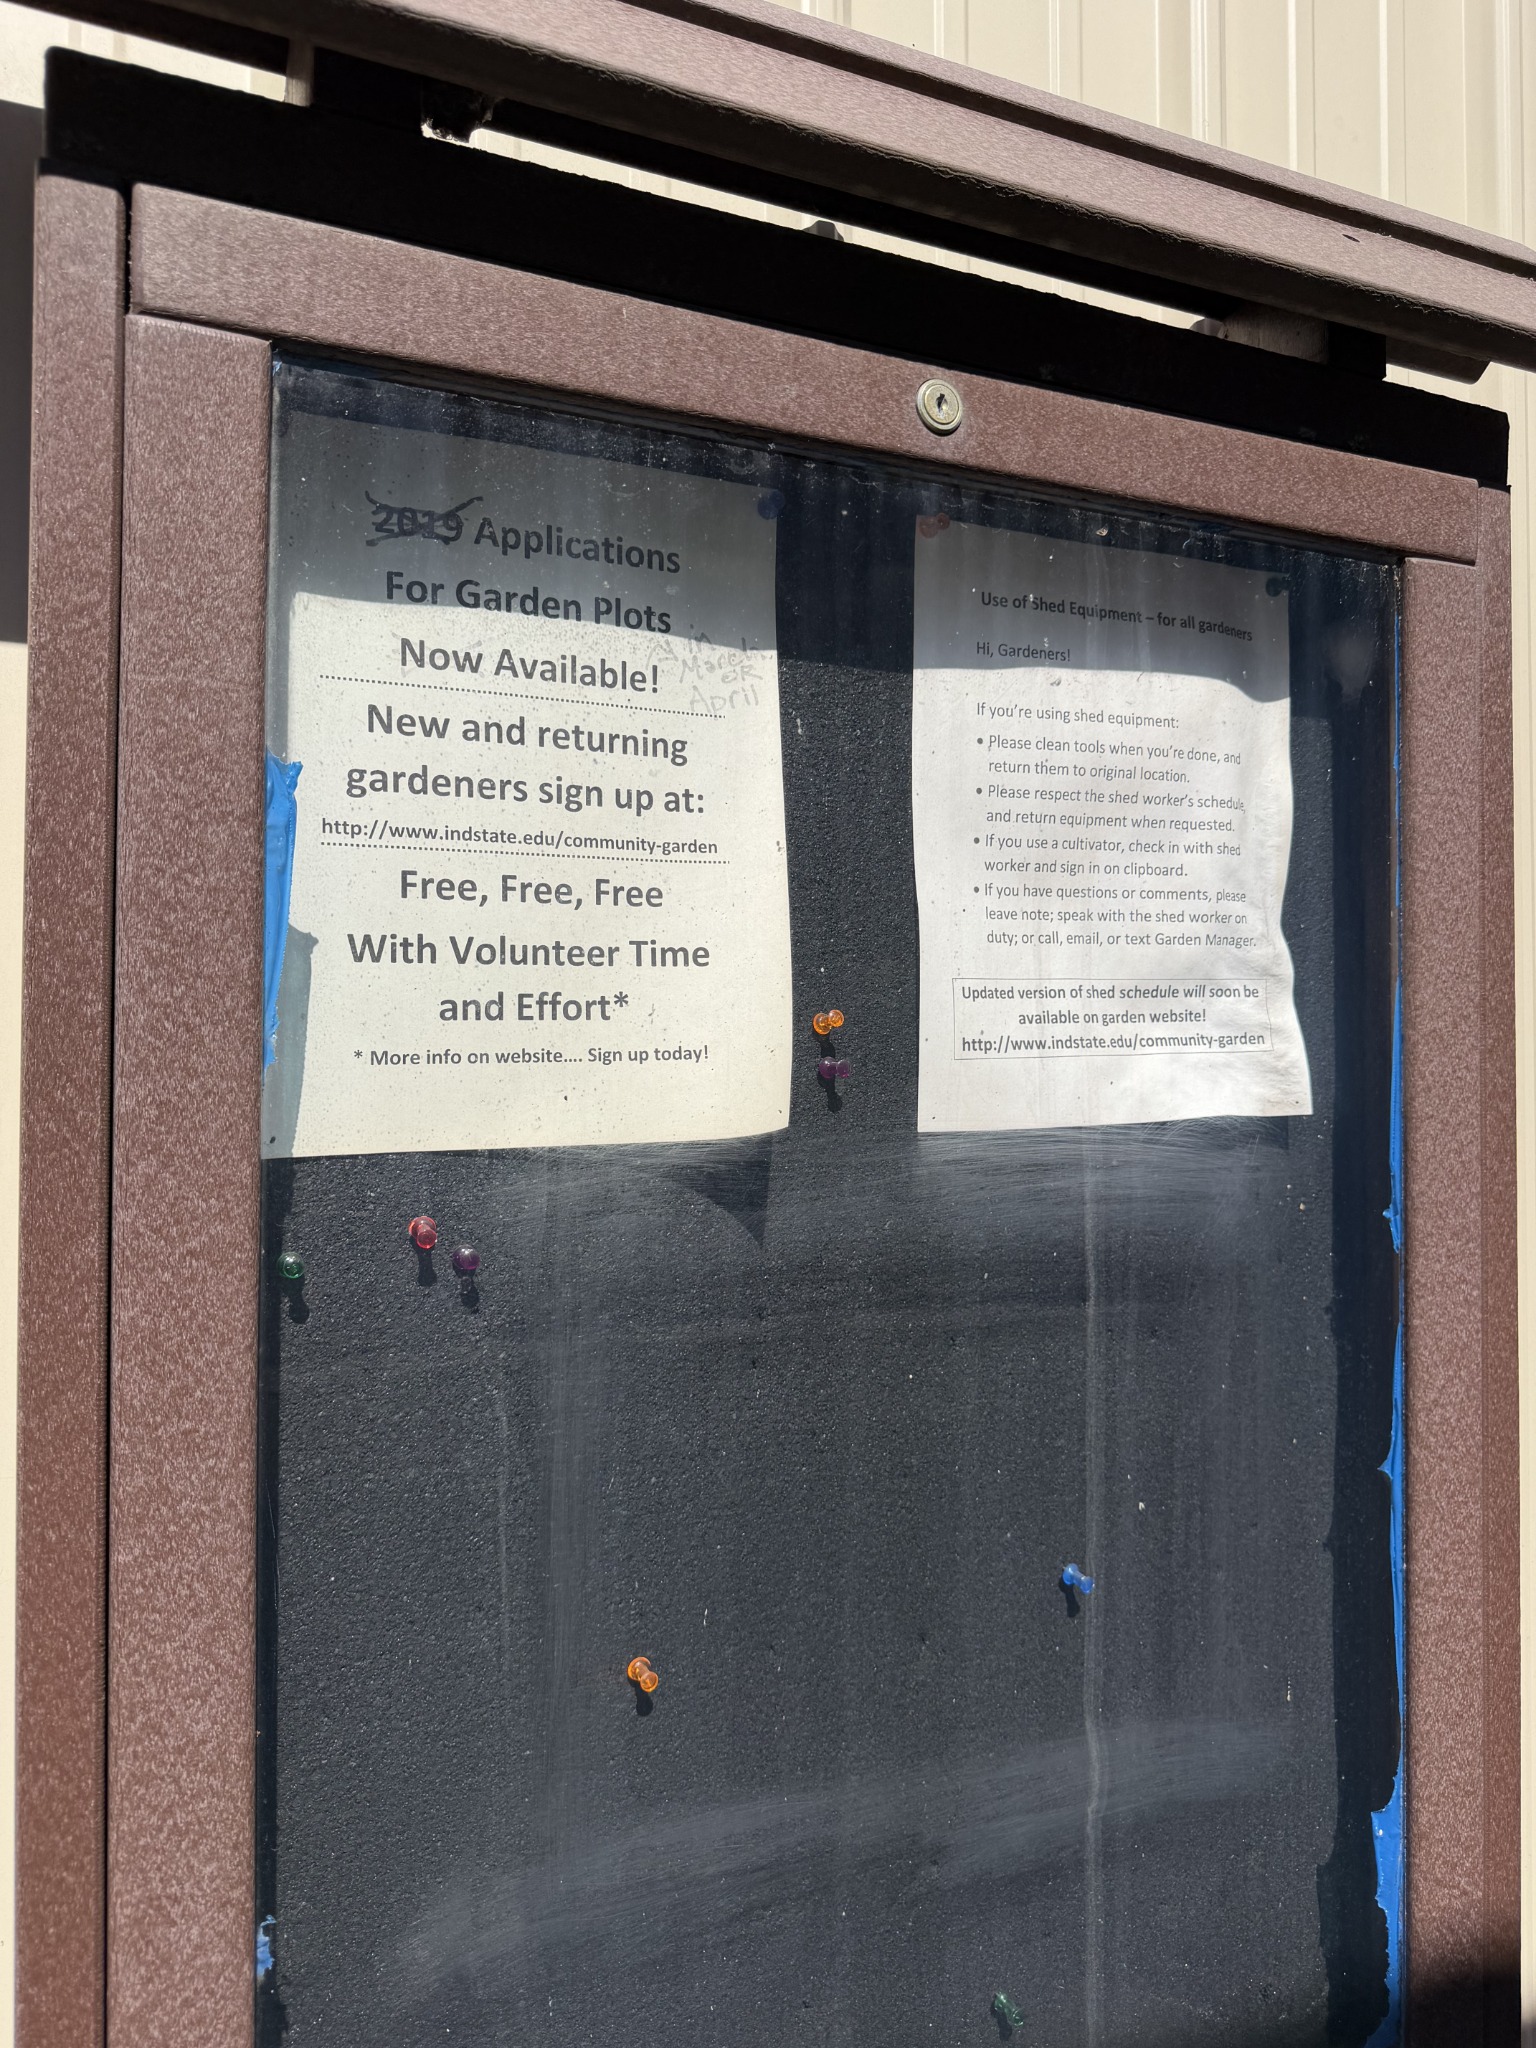 2019 Applications
For Garden Plots
Now Available!
in
March
OR
April
New and returning
gardeners sign up at:
http://www.indstate.edu/community-garden
Free, Free, Free
With Volunteer Time
and Effort*
* More info on website.... Sign up today!
Use of Shed Equipment – for all gardeners
Hi, Gardeners!
If you're using shed equipment:
• Please clean tools when you're done, and
return them to original location.
• Please respect the shed worker's schedule,
and return equipment when requested.
• If you use a cultivator, check in with shed
worker and sign in on clipboard.
• If you have questions or comments, please
leave note; speak with the shed worker on
duty; or call, email, or text Garden Manager.
Updated version of shed schedule will soon be
available on garden website!
http://www.indstate.edu/community-garden